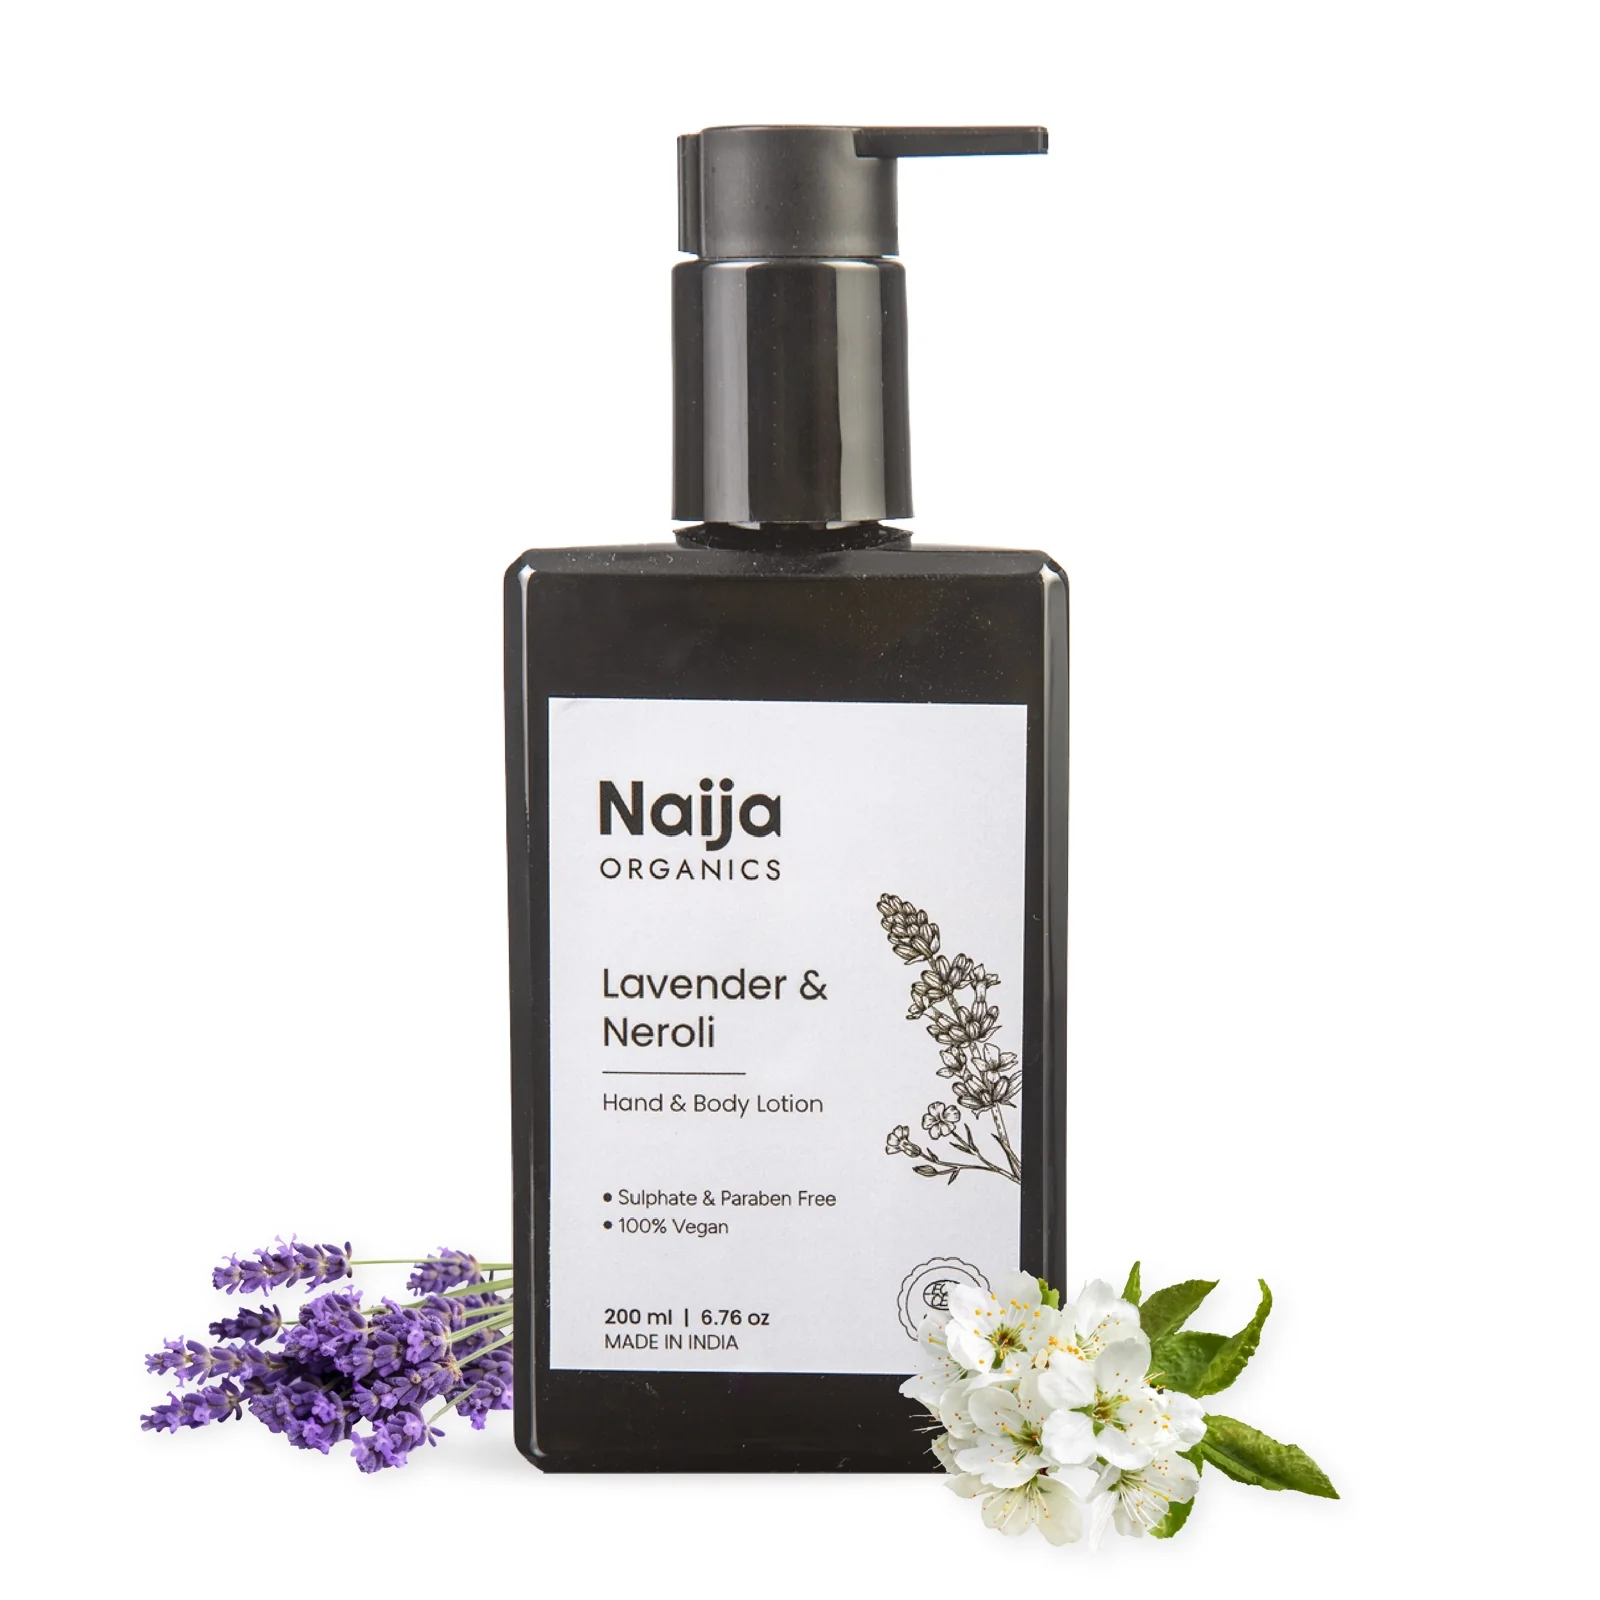 Naija
ORGANICS
Lavender &
Neroli
Hand & Body Lotion
• Sulphate & Paraben Free
• 100% Vegan
200 ml | 6.76 oz
MADE IN INDIA